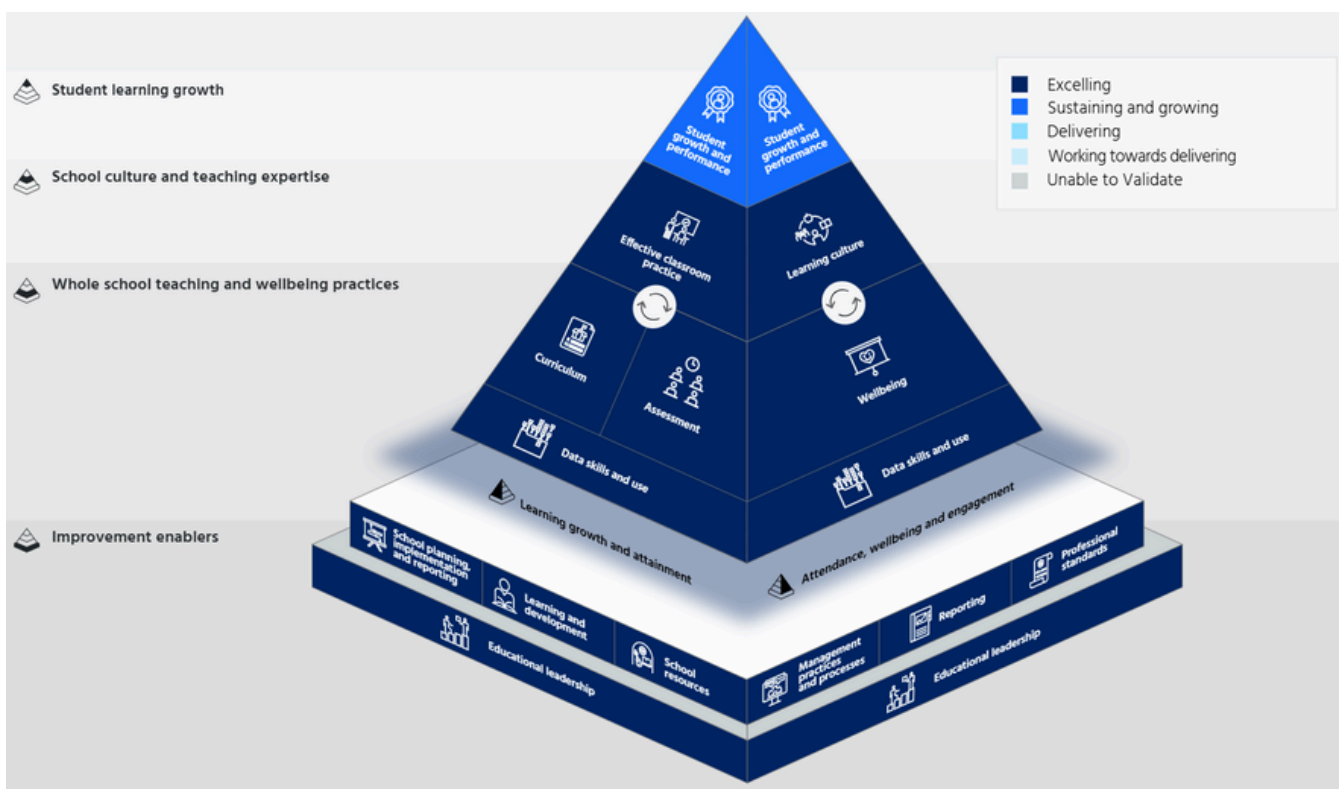 Student learning growth
School culture and teaching expertise
Whole school teaching and wellbeing practices
Improvement enablers
Excelling
Sustaining and growing
Delivering
Working towards delivering
Unable to Validate
Student
growth and
performance
Student
growth and
performance
Effective classroom
practice
Learning culture
Curriculum
Assessment
Wellbeing
Data skills and use
Data skills and use
Learning growth and attainment
Attendance, wellbeing and engagement
School planning,
implementation
and reporting
Learning and
development
School
resources
Management
practices
and processes
Reporting
Professional
standards
Educational leadership
Educational leadership